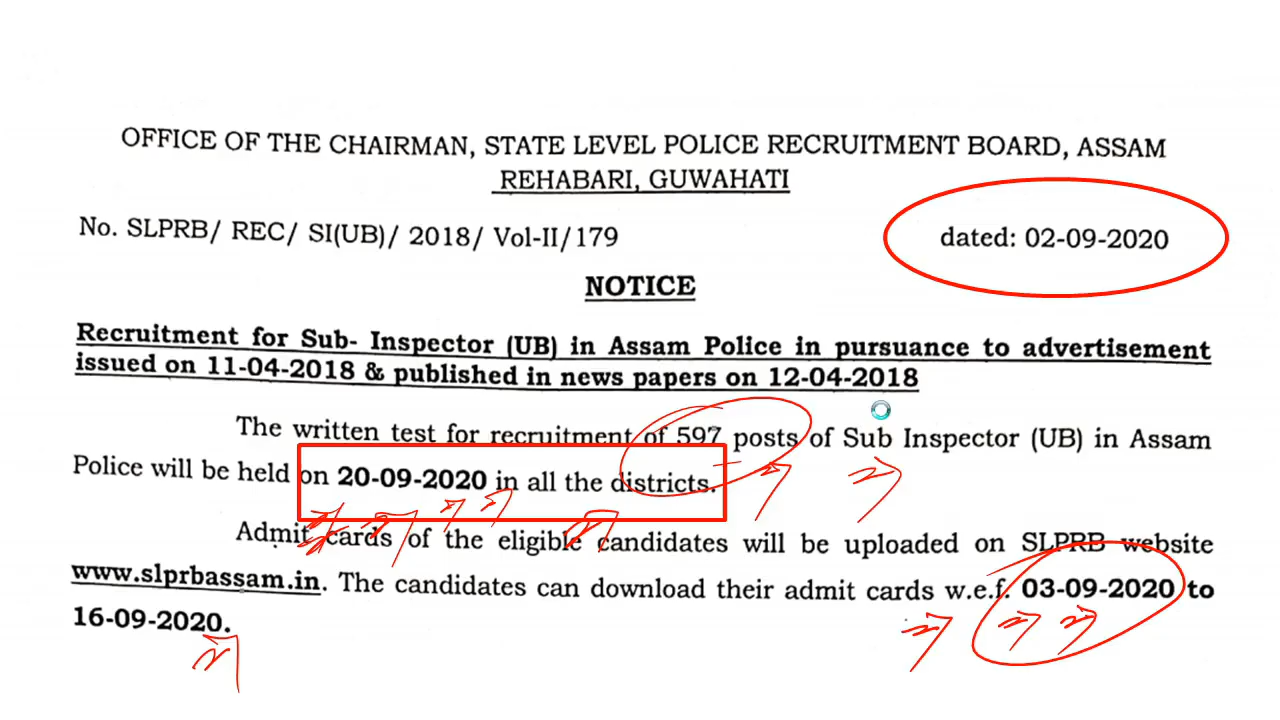 OFFICE OF THE CHAIRMAN, STATE LEVEL POLICE RECRUITMENT BOARD, ASSAM
REHABARI, GUWAHATI
No. SLPRB/ REC/ SI(UB)/ 2018/ Vol-II/179 dated: 02-09-2020
NOTICE
Recruitment for Sub- Inspector (UB) in Assam Police in pursuance to advertisement
issued on 11-04-2018 & published in news papers on 12-04-2018
The written test for recruitment of 597 posts of Sub Inspector (UB) in Assam
Police will be held on 20-09-2020 in all the districts.
Admit cards of the eligible candidates will be uploaded on SLPRB website
www.slprbassam.in. The candidates can download their admit cards w.e.f. 03-09-2020 to
16-09-2020.